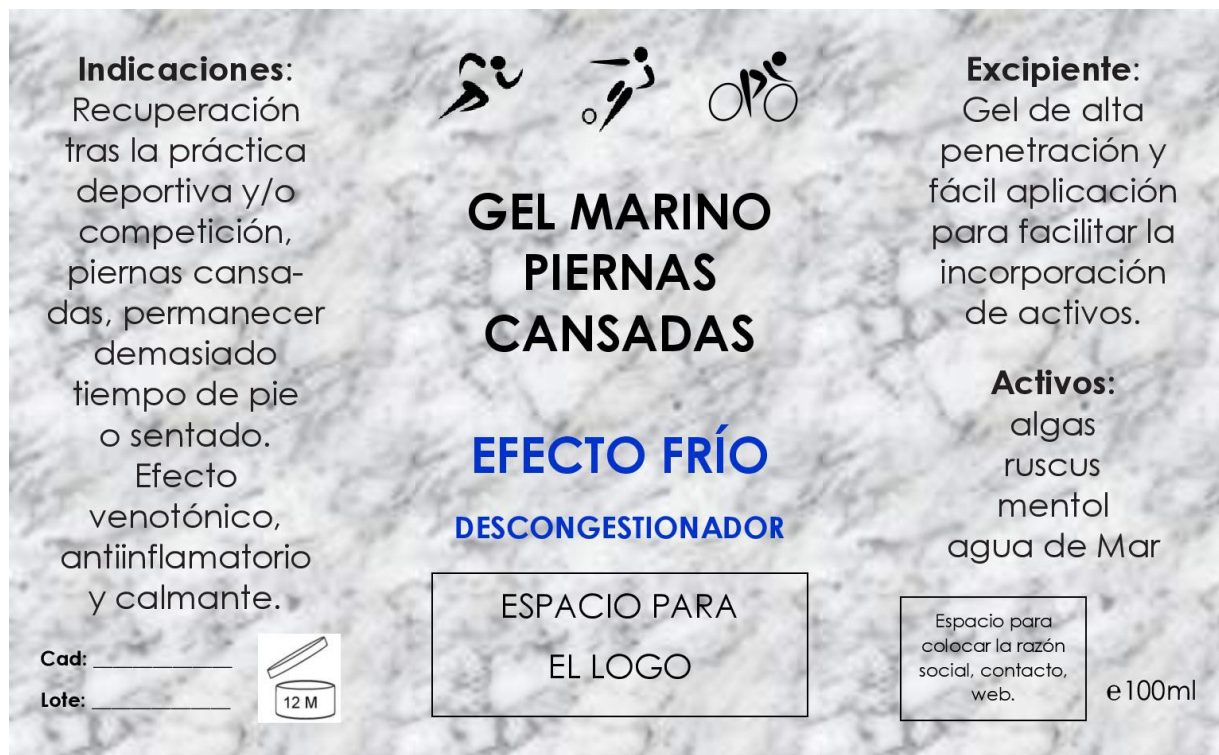 Indicaciones:
Recuperación
tras la práctica
deportiva y/o
competición,
piernas cansa-
das, permanecer
demasiado
tiempo de pie
o sentado.
Efecto
venotónico,
antiinflamatorio
y calmante.
Cad: ______________
Lote: ______________
12 M
GEL MARINO
PIERNAS
CANSADAS
EFECTO FRÍO
DESCONGESTIONADOR
ESPACIO PARA
EL LOGO
Excipiente:
Gel de alta
penetración y
fácil aplicación
para facilitar la
incorporación
de activos.
Activos:
algas
ruscus
mentol
agua de Mar
Espacio para
colocar la razón
social, contacto,
web.
℮100ml